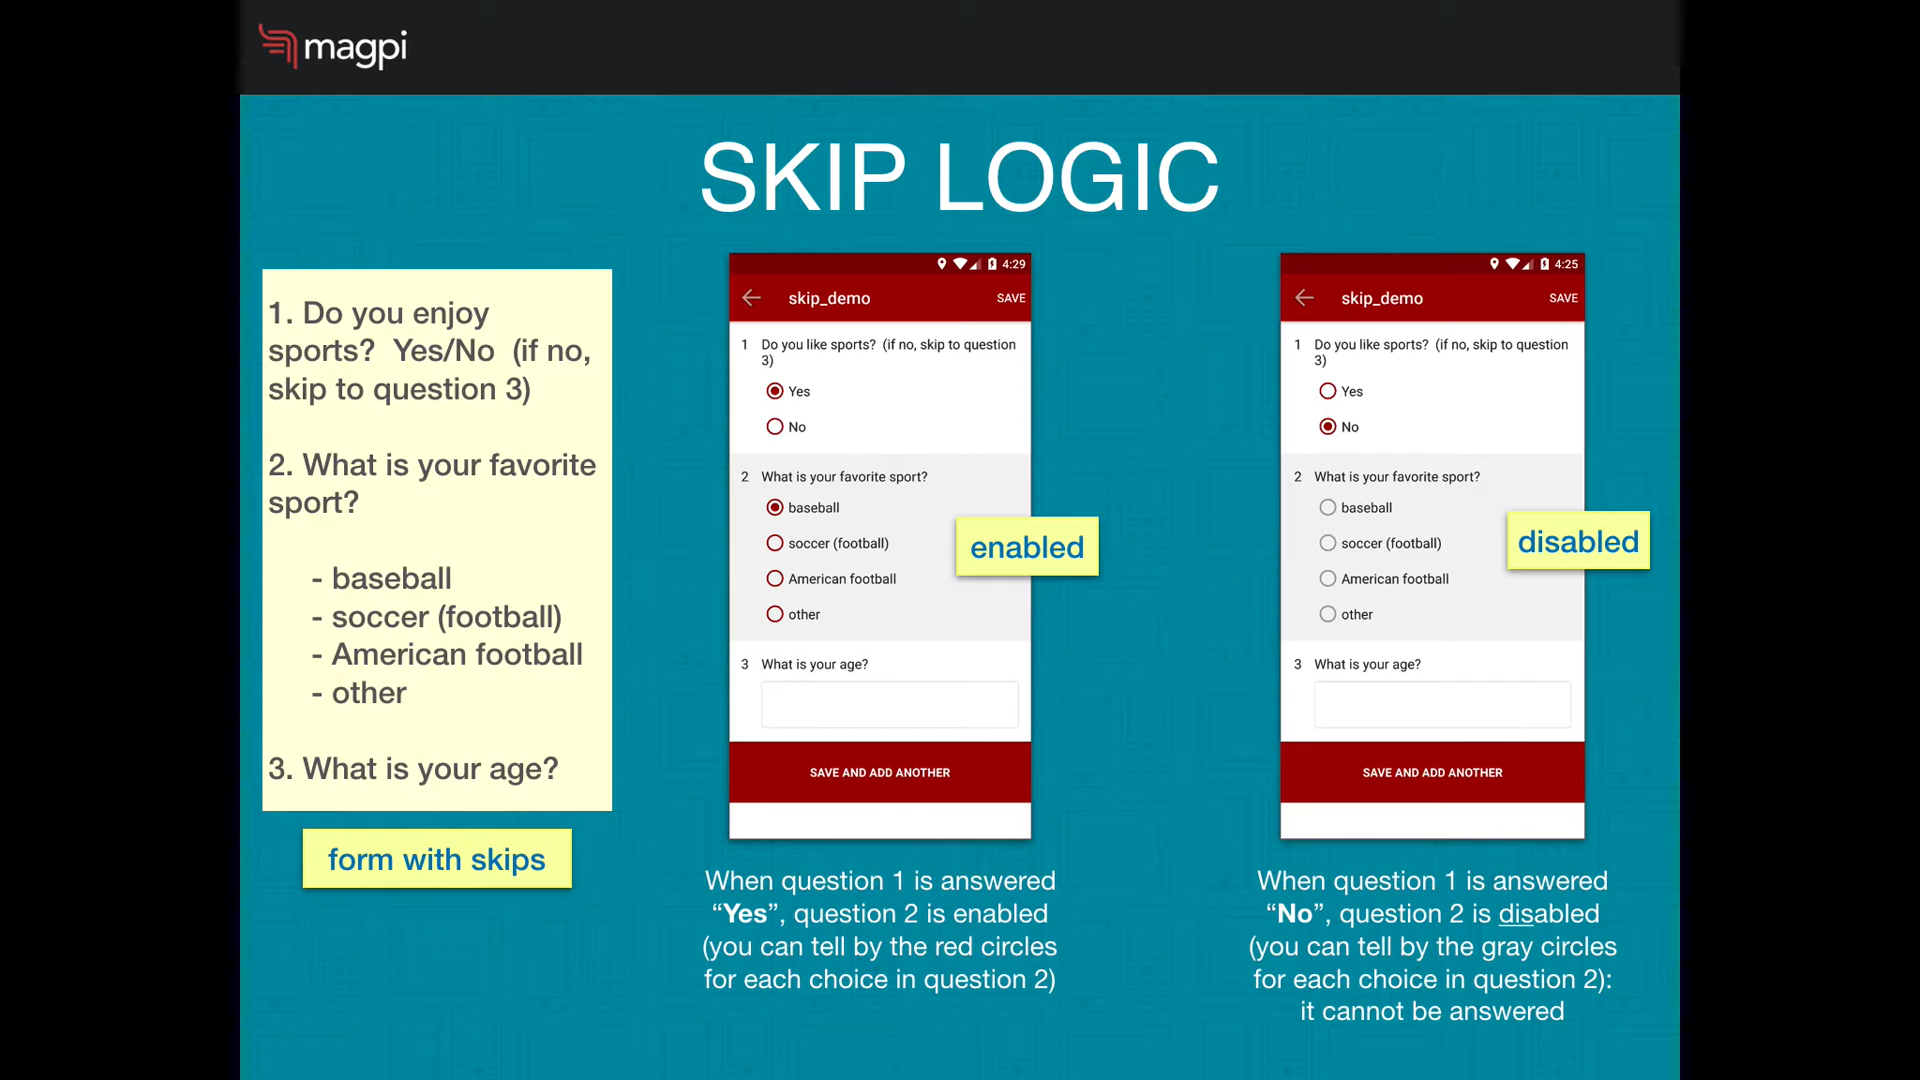 magpi
SKIP LOGIC
1. Do you enjoy
sports?  Yes/No  (if no,
skip to question 3)
2. What is your favorite
sport?
- baseball
- soccer (football)
- American football
- other
3. What is your age?
form with skips
4:29
skip_demo
SAVE
1 Do you like sports?  (if no, skip to question
3)
Yes
No
2 What is your favorite sport?
baseball
soccer (football)
American football
other
enabled
3 What is your age?
SAVE AND ADD ANOTHER
When question 1 is answered
“Yes”, question 2 is enabled
(you can tell by the red circles
for each choice in question 2)
4:25
skip_demo
SAVE
1 Do you like sports?  (if no, skip to question
3)
Yes
No
2 What is your favorite sport?
baseball
soccer (football)
American football
other
disabled
3 What is your age?
SAVE AND ADD ANOTHER
When question 1 is answered
“No”, question 2 is disabled
(you can tell by the gray circles
for each choice in question 2):
it cannot be answered